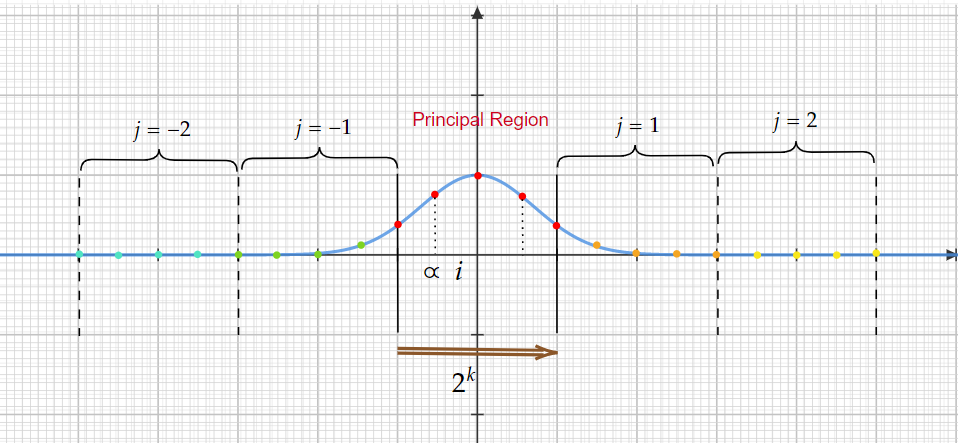 Principal Region
j = −2
j = −1
j = 1
j = 2
∝ i
2^k